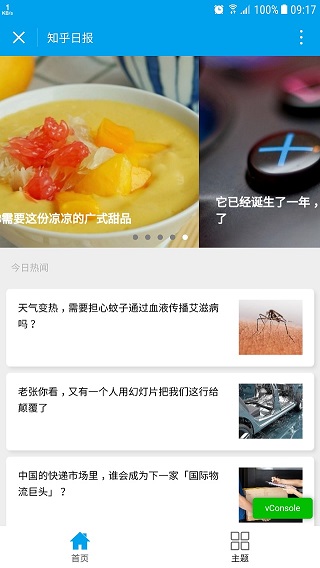 1
KB/s
100%
09:17
知乎日报
需要这份凉凉的广式甜品
它已经诞生了一年，
了
今日热闻
天气变热，需要担心蚊子通过血液传播艾滋病
吗？
老张你看，又有一个人用幻灯片把我们这行给
颠覆了
中国的快递市场里，谁会成为下一家「国际物
流巨头」？
vConsole
首页
主题